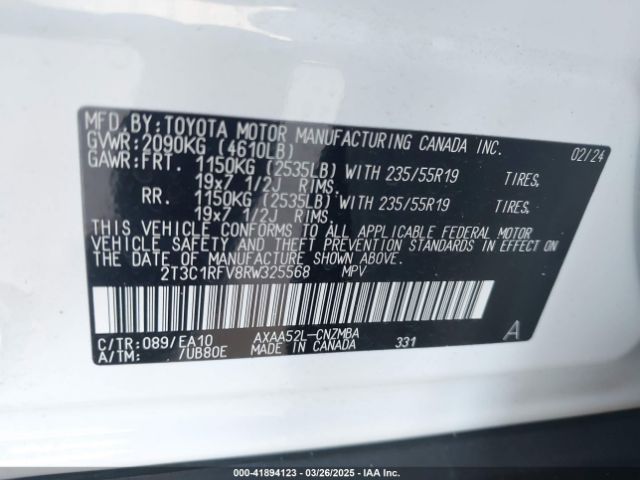 MFD.BY:TOYOTA MOTOR MANUFACTURING CANADA INC. 02/24
GVWR:2090KG (4610LB)
GAWR:FRT. 1150KG (2535LB) WITH 235/55R19 TIRES,
19x7 1/2J RIMS,
RR. 1150KG (2535LB) WITH 235/55R19 TIRES,
19x7 1/2J RIMS,
THIS VEHICLE CONFORMS TO ALL APPLICABLE FEDERAL MOTOR
VEHICLE SAFETY AND THEFT PREVENTION STANDARDS IN EFFECT ON
THE DATE OF MANUFACTURE SHOWN ABOVE.
2T3C1RFV8RW325568 MPV
C/TR:089/EA10 AXAA52L-CNZMBA 331 A
A/TM: /UB80E MADE IN CANADA
000-41894123 — 03/26/2025 — IAA Inc.